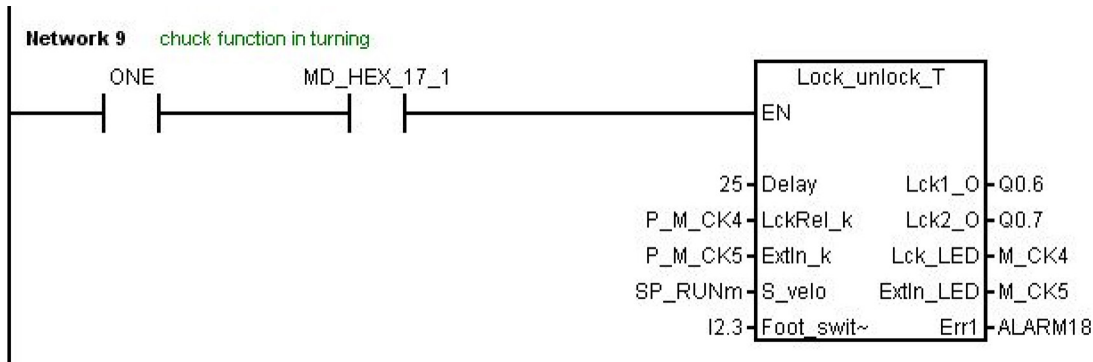 Network 9 chuck function in turning
ONE MD_HEX_17_1 Lock_unlock_T
EN
25 Delay Lck1_O Q0.6
P_M_CK4 LckRel_k Lck2_O Q0.7
P_M_CK5 ExtIn_k Lck_LED M_CK4
SP_RUNm S_velo ExtIn_LED M_CK5
I2.3 Foot_swit~ Err1 ALARM18